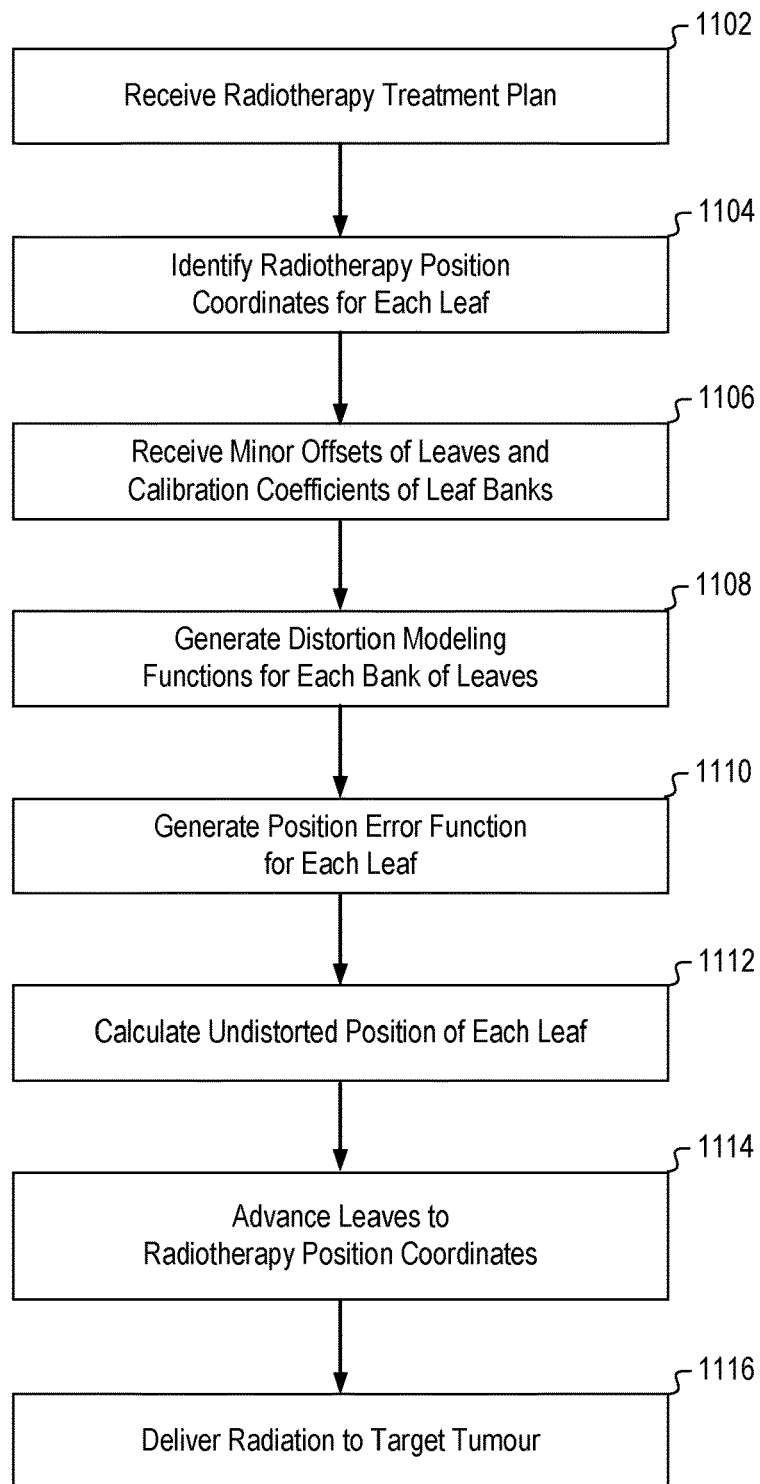 1102
Receive Radiotherapy Treatment Plan
1104
Identify Radiotherapy Position
Coordinates for Each Leaf
1106
Receive Minor Offsets of Leaves and
Calibration Coefficients of Leaf Banks
1108
Generate Distortion Modeling
Functions for Each Bank of Leaves
1110
Generate Position Error Function
for Each Leaf
1112
Calculate Undistorted Position of Each Leaf
1114
Advance Leaves to
Radiotherapy Position Coordinates
1116
Deliver Radiation to Target Tumour